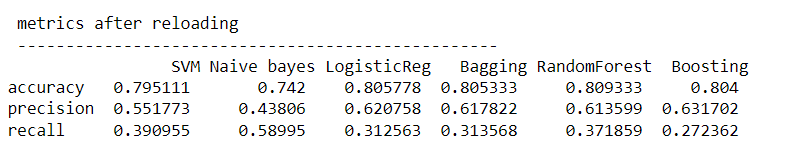 metrics after reloading
--------------------------------------------------
SVM Naive bayes LogisticReg Bagging RandomForest Boosting
accuracy 0.795111 0.742 0.805778 0.805333 0.809333 0.804
precision 0.551773 0.43806 0.620758 0.617822 0.613599 0.631702
recall 0.390955 0.58995 0.312563 0.313568 0.371859 0.272362